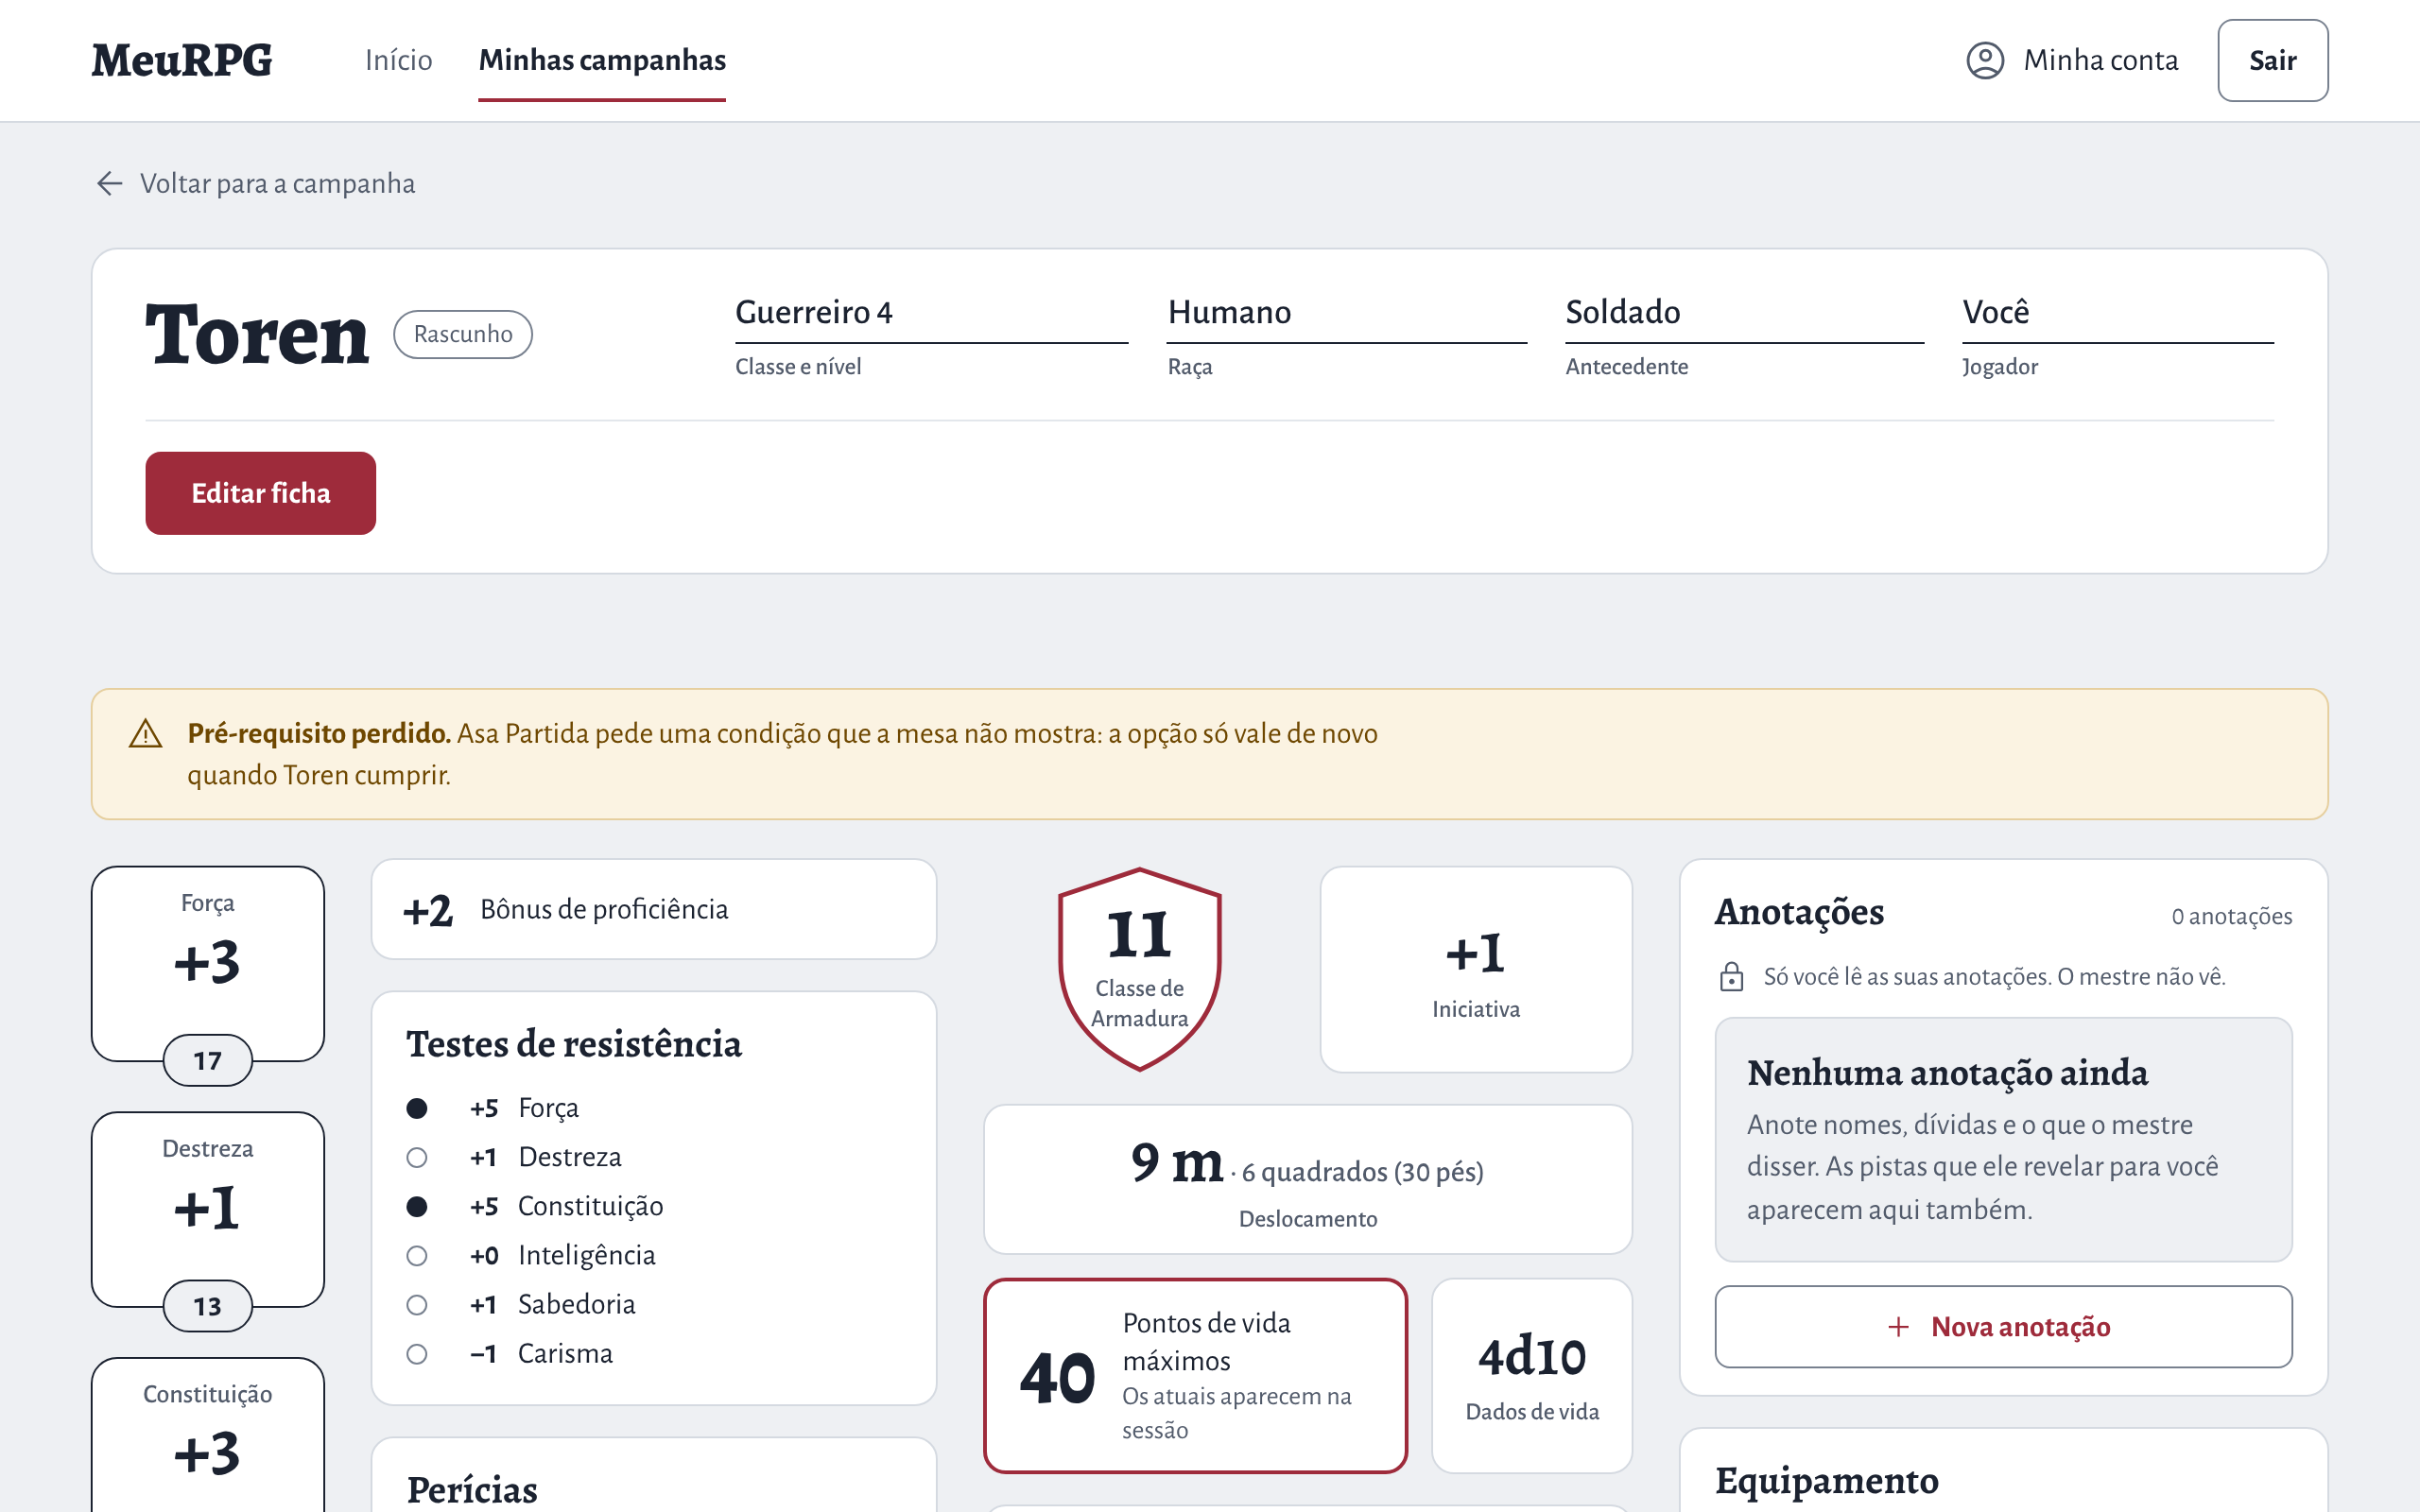 MeuRPG
Início
Minhas campanhas
Minha conta
Sair
Voltar para a campanha
Toren
Rascunho
Guerreiro 4
Classe e nível
Humano
Raça
Soldado
Antecedente
Você
Jogador
Editar ficha
Pré-requisito perdido. Asa Partida pede uma condição que a mesa não mostra: a opção só vale de novo
quando Toren cumprir.
Força
+3
17
Destreza
+1
13
Constituição
+3
+2 Bônus de proficiência
Testes de resistência
+5 Força
+1 Destreza
+5 Constituição
+0 Inteligência
+1 Sabedoria
−1 Carisma
Perícias
11
Classe de
Armadura
+1
Iniciativa
9 m · 6 quadrados (30 pés)
Deslocamento
40
Pontos de vida
máximos
Os atuais aparecem na
sessão
4d10
Dados de vida
Anotações
0 anotações
Só você lê as suas anotações. O mestre não vê.
Nenhuma anotação ainda
Anote nomes, dívidas e o que o mestre
disser. As pistas que ele revelar para você
aparecem aqui também.
Nova anotação
Equipamento